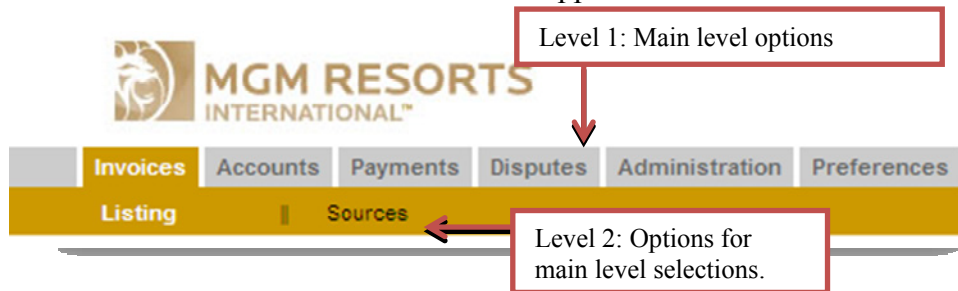 Level 1: Main level options
MGM RESORTS
INTERNATIONAL™
Invoices Accounts Payments Disputes Administration Preferences
Listing || Sources
Level 2: Options for
main level selections.